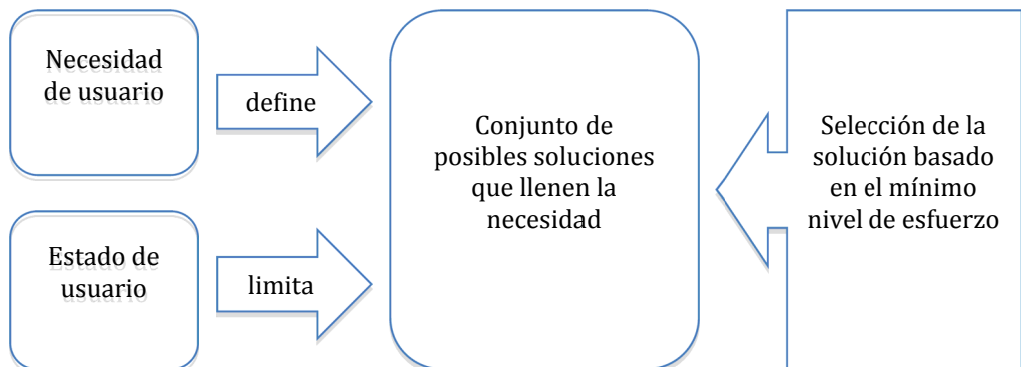 Necesidad
de usuario
define
Conjunto de
posibles soluciones
que llenen la
necesidad
Selección de la
solución basado
en el mínimo
nivel de esfuerzo
Estado de
usuario
limita